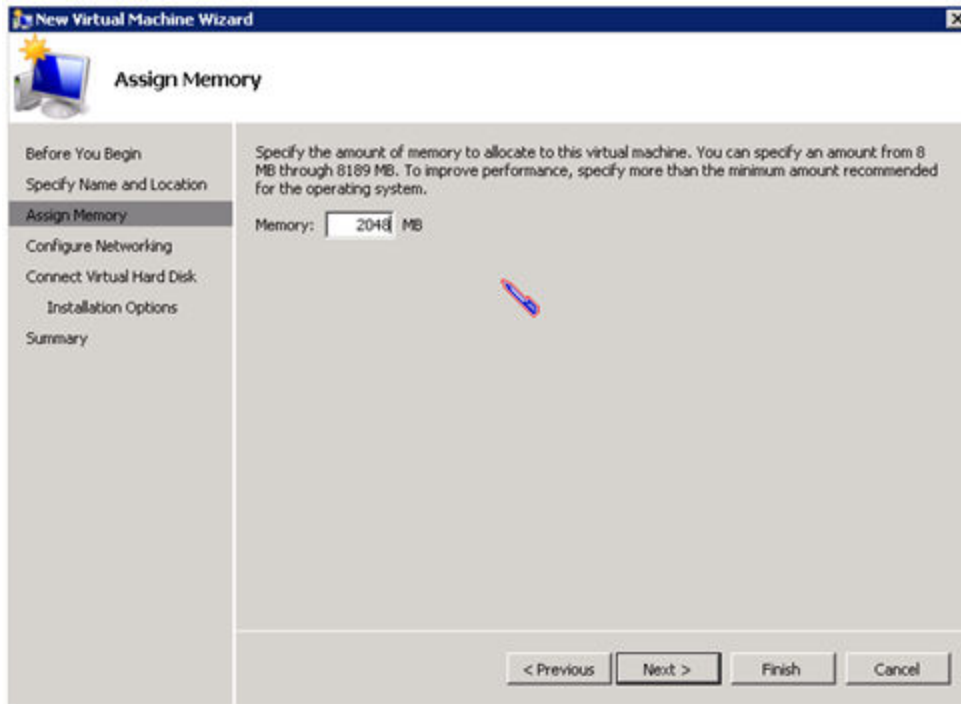 New Virtual Machine Wizard
Assign Memory
Before You Begin
Specify Name and Location
Assign Memory
Configure Networking
Connect Virtual Hard Disk
Installation Options
Summary
Specify the amount of memory to allocate to this virtual machine. You can specify an amount from 8
MB through 8189 MB. To improve performance, specify more than the minimum amount recommended
for the operating system.
Memory: 2048 MB
< Previous Next > Finish Cancel